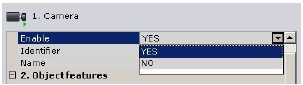 1. Camera
Enable YES
Identifier YES
Name NO
2. Object features